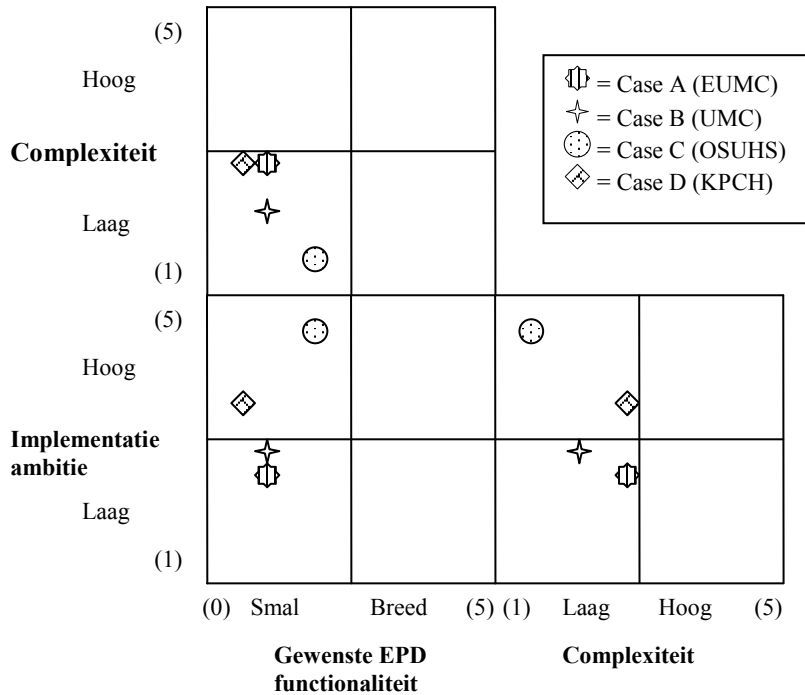 (5)
Hoog
Complexiteit
Laag
(1)
= Case A (EUMC)
= Case B (UMC)
= Case C (OSUHS)
= Case D (KPCH)
(5)
Hoog
Implementatie
ambitie
Laag
(1)
(0) Smal Breed (5) (1) Laag Hoog (5)
Gewenste EPD
functionaliteit
Complexiteit